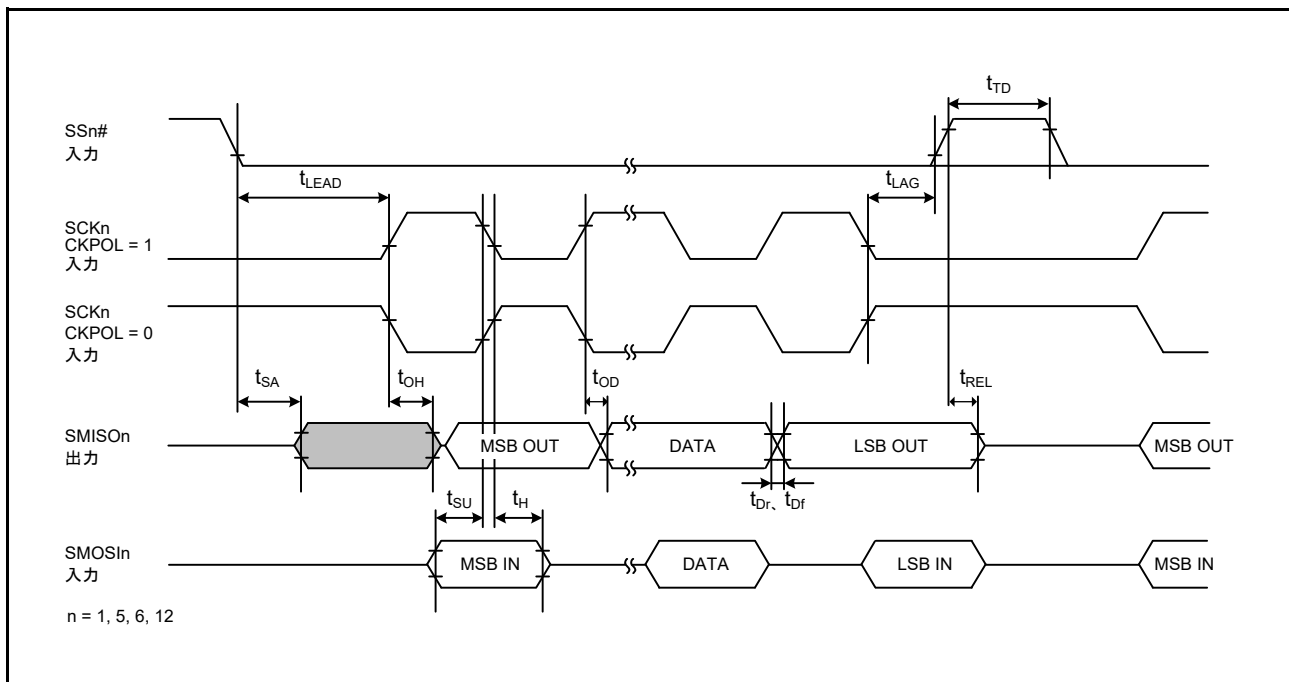 SSn#
入力
tTD
tLEAD
tLAG
SCKn
CKPOL = 1
入力
SCKn
CKPOL = 0
入力
tSA
tOH
tOD
tREL
SMISOn
出力
MSB OUT
DATA
LSB OUT
MSB OUT
tSU
tH
tDr、tDf
SMOSIn
入力
MSB IN
DATA
LSB IN
MSB IN
n = 1, 5, 6, 12